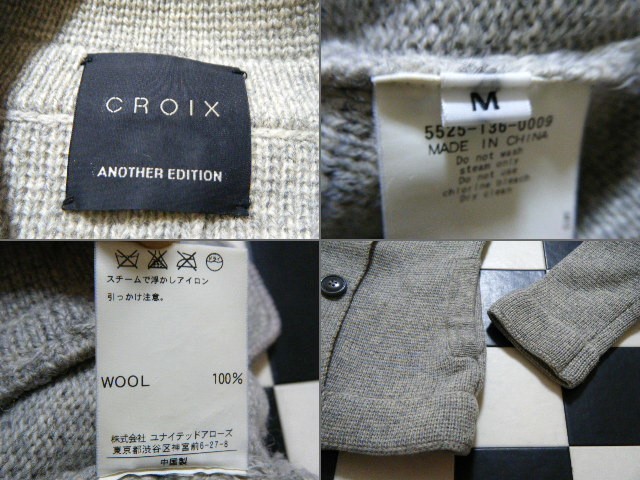 CROIX
ANOTHER EDITION
M
5525-136-0009
MADE IN CHINA
Do not wash
steam only
Do not use
chlorine bleach
Dry clean
スチームで浮かしアイロン
引っかけ注意。
WOOL 100%
株式会社 ユナイテッドアローズ
東京都渋谷区神宮前6-27-8
中国製